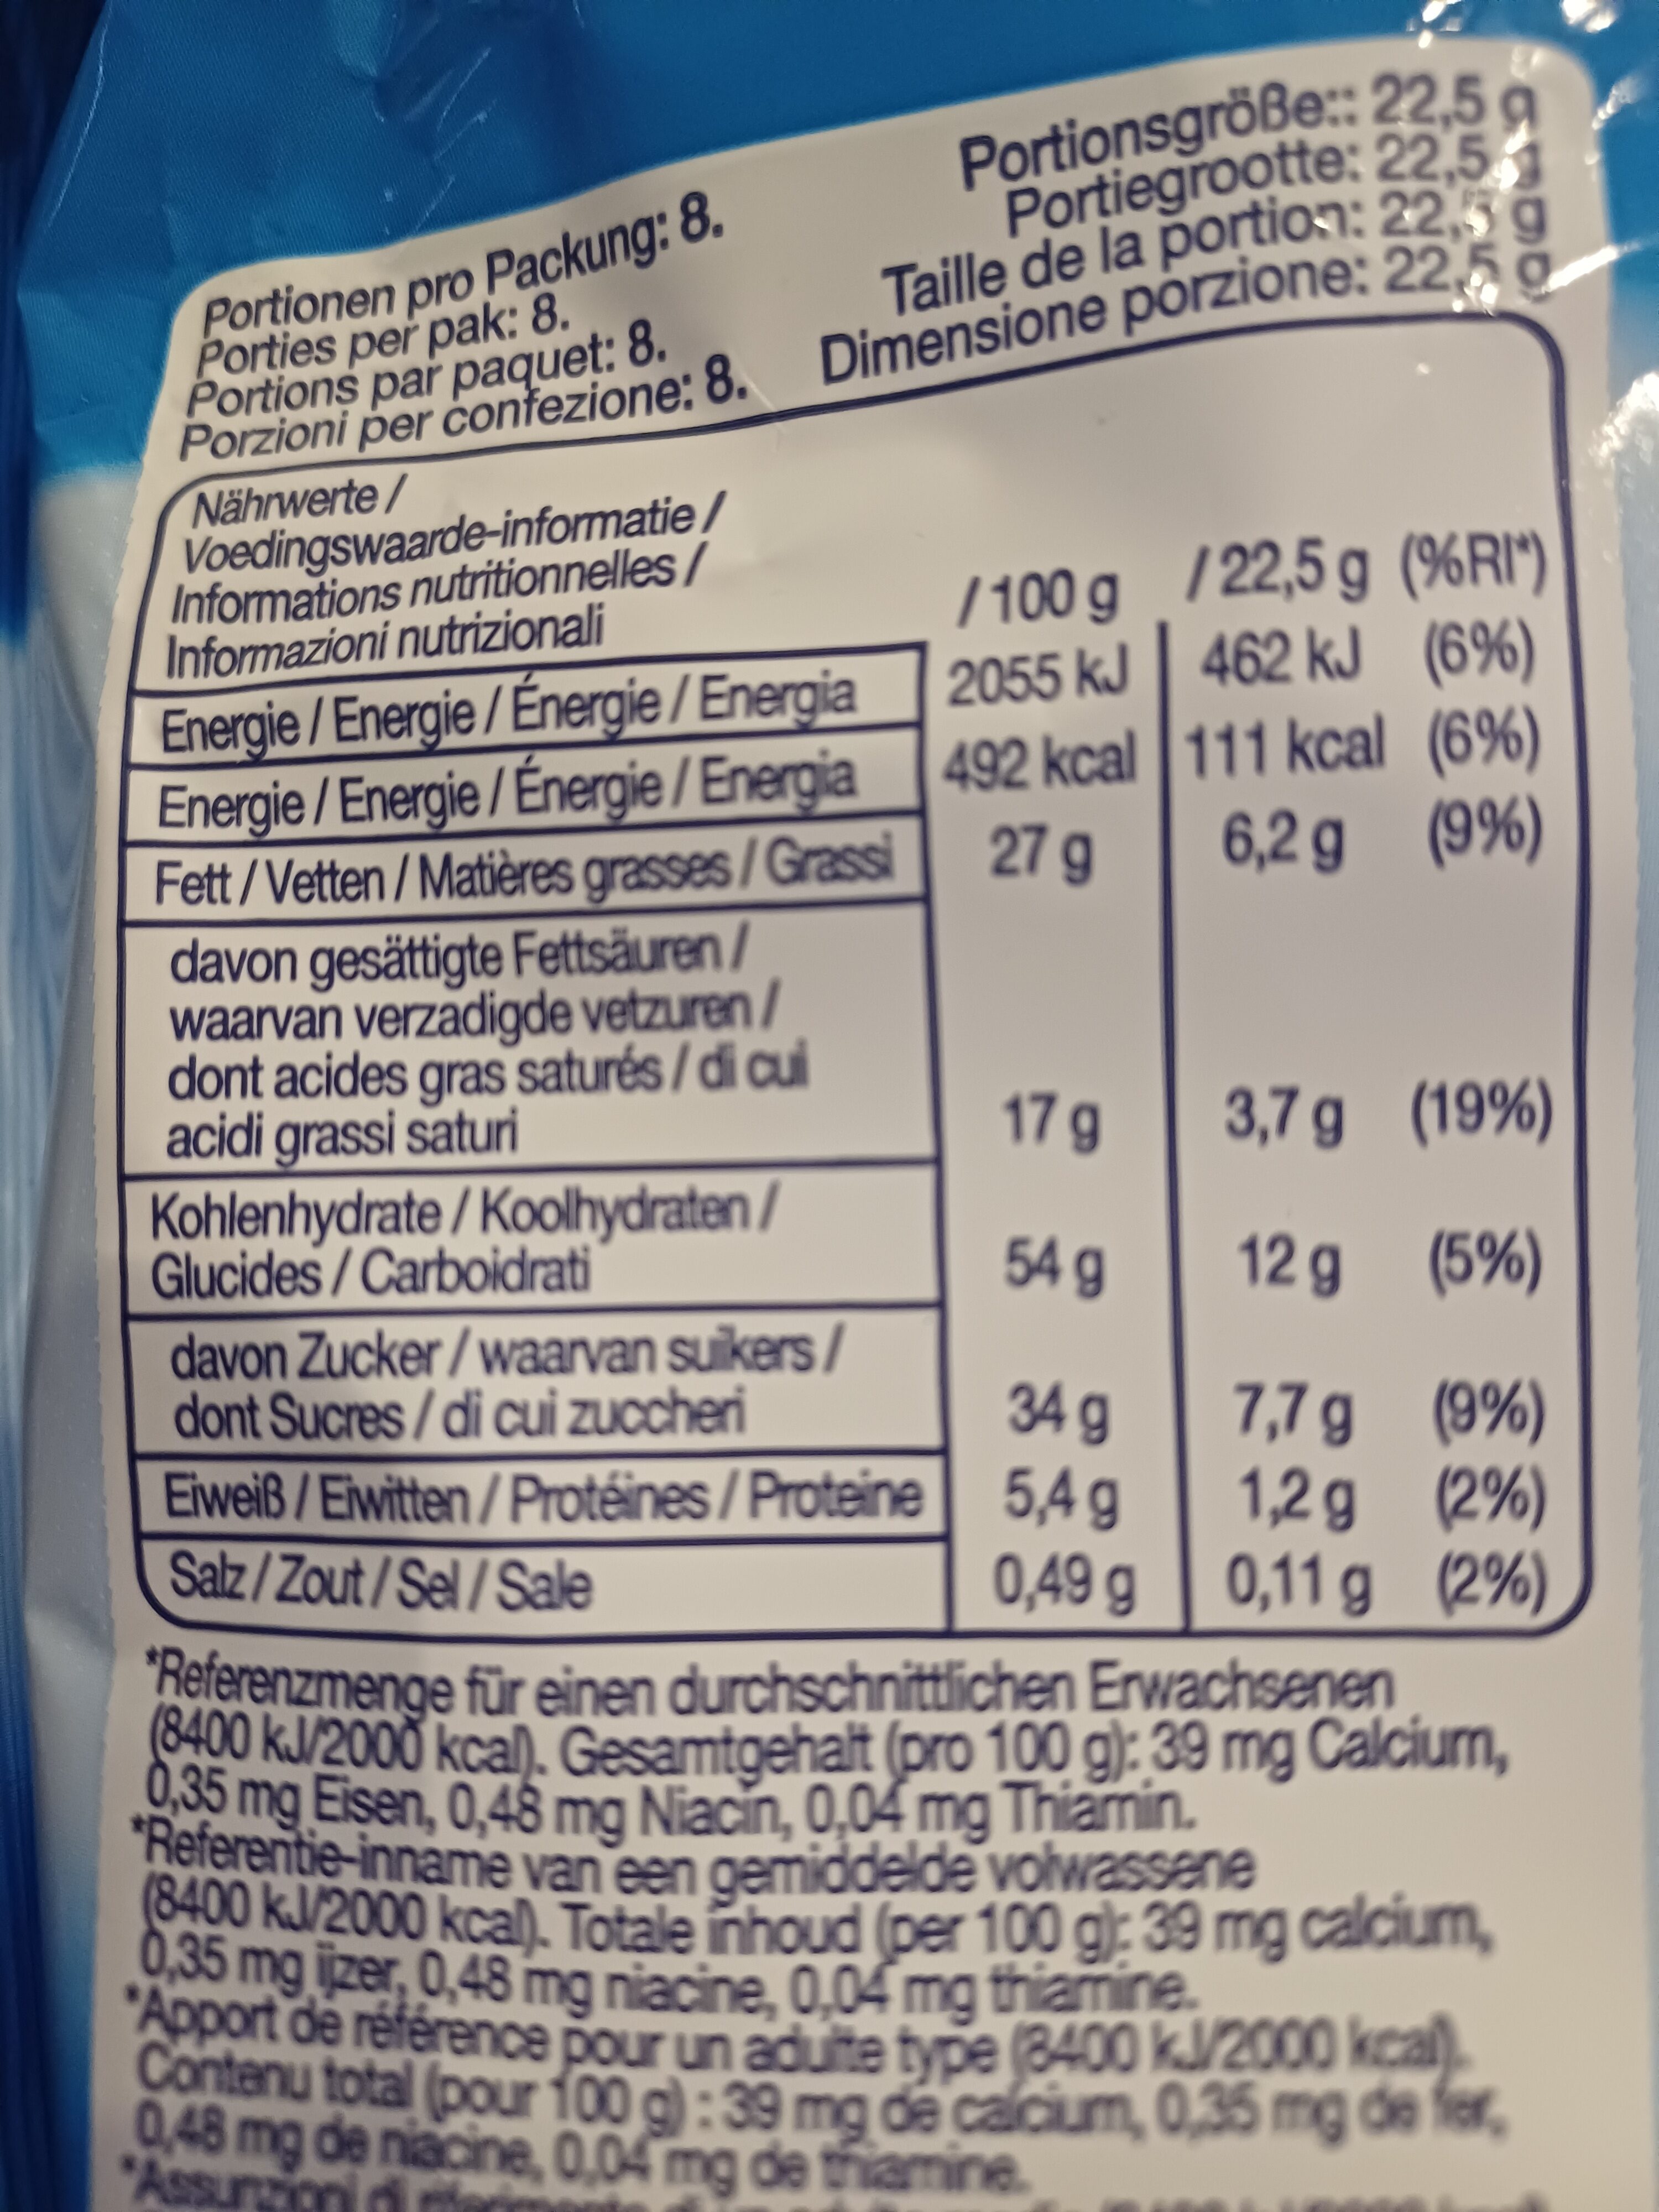 Portionen pro Packung: 8.
Porties per pak: 8.
Portions par paquet: 8.
Porzioni per confezione: 8.
Portionsgröße:: 22,5 g
Portiegrootte: 22,5 g
Taille de la portion: 22,5 g
Dimensione porzione: 22,5 g
Nährwerte /
Voedingswaarde-informatie /
Informations nutritionnelles /
Informazioni nutrizionali / 100 g / 22,5 g (%RI*)
Energie / Energie / Énergie / Energia 2055 kJ 462 kJ (6%)
Energie / Energie / Énergie / Energia 492 kcal 111 kcal (6%)
Fett / Vetten / Matières grasses / Grassi 27 g 6,2 g (9%)
davon gesättigte Fettsäuren /
waarvan verzadigde vetzuren /
dont acides gras saturés / di cui
acidi grassi saturi 17 g 3,7 g (19%)
Kohlenhydrate / Koolhydraten /
Glucides / Carboidrati 54 g 12 g (5%)
davon Zucker / waarvan suikers /
dont Sucres / di cui zuccheri 34 g 7,7 g (9%)
Eiweiß / Eiwitten / Protéines / Proteine 5,4 g 1,2 g (2%)
Salz / Zout / Sel / Sale 0,49 g 0,11 g (2%)
*Referenzmenge für einen durchschnittlichen Erwachsenen
(8400 kJ/2000 kcal). Gesamtgehalt (pro 100 g): 39 mg Calcium,
0,35 mg Eisen, 0,48 mg Niacin, 0,04 mg Thiamin.
*Referentie-inname van een gemiddelde volwassene
(8400 kJ/2000 kcal). Totale inhoud (per 100 g): 39 mg calcium,
0,35 mg ijzer, 0,48 mg niacine, 0,04 mg thiamine.
*Apport de référence pour un adulte type (8400 kJ/2000 kcal).
Contenu total (pour 100 g) : 39 mg de calcium, 0,35 mg de fer,
0,48 mg de niacine, 0,04 mg de thiamine.
*Assunzioni di